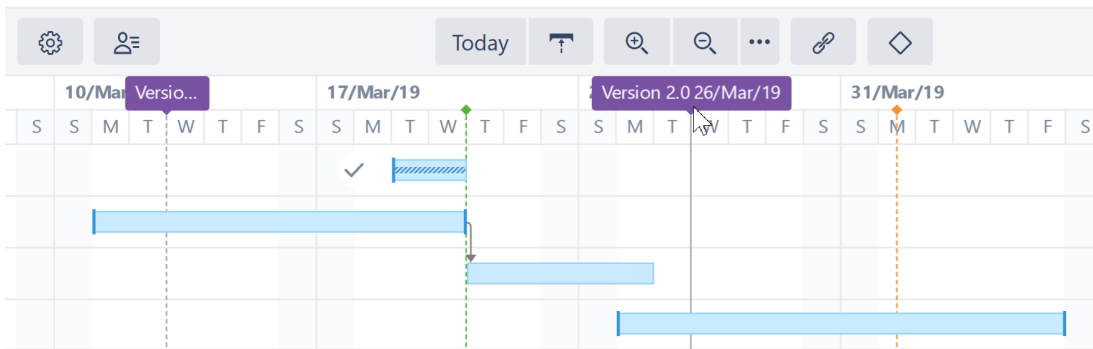 Today
10/Mar Versio... 17/Mar/19 Version 2.0 26/Mar/19 31/Mar/19
S S M T W T F S S M T W T F S S M T W T F S S M T W T F S